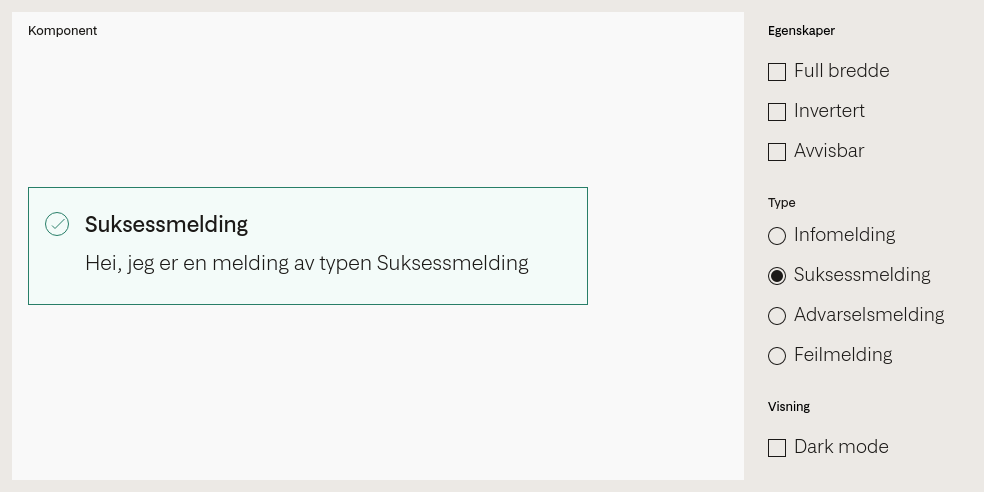 Komponent
Suksessmelding
Hei, jeg er en melding av typen Suksessmelding
Egenskaper
Full bredde
Invertert
Avvisbar
Type
Infomelding
Suksessmelding
Advarselsmelding
Feilmelding
Visning
Dark mode